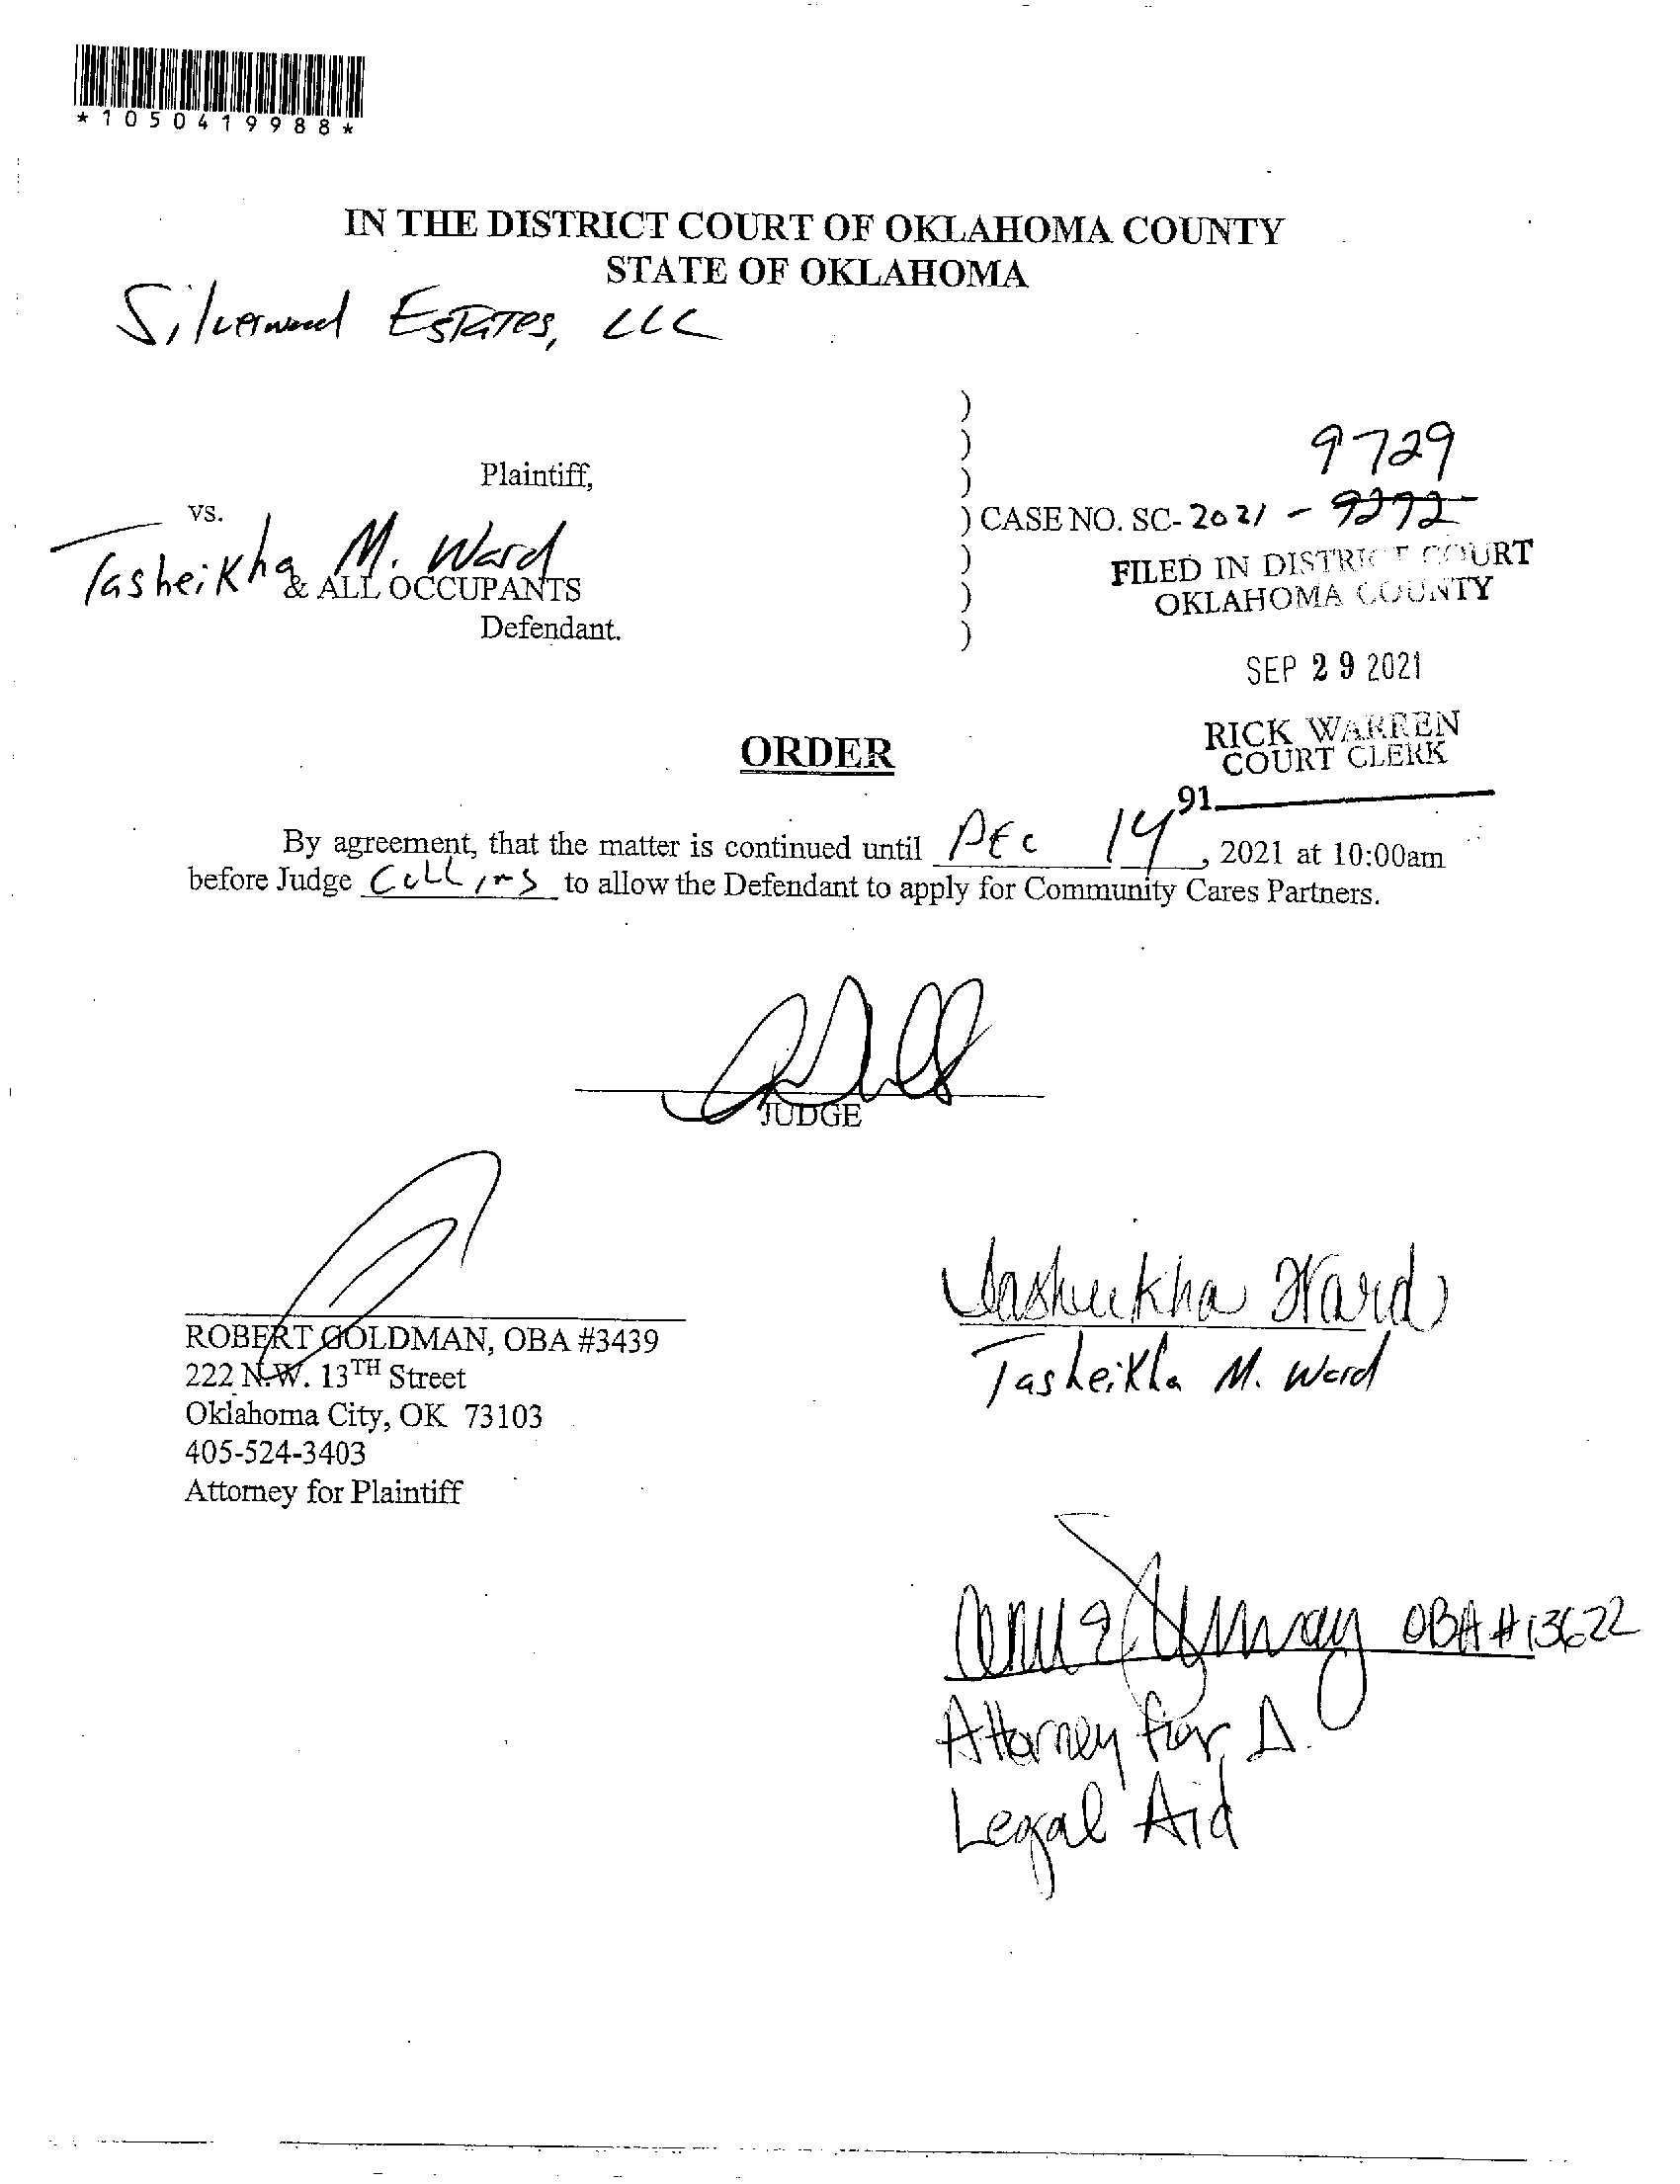 *1050419988*
IN THE DISTRICT COURT OF OKLAHOMA COUNTY
STATE OF OKLAHOMA
Silverwood Estates, LLC
)
)
Plaintiff, )
vs. ) CASE NO. SC-2021 - 9272
9729
Tasheikha M. Ward )
& ALL OCCUPANTS )
Defendant. )
FILED IN DISTRICT COURT
OKLAHOMA COUNTY
SEP 29 2021
RICK WARREN
COURT CLERK
91
ORDER
By agreement, that the matter is continued until DEC 14, 2021 at 10:00am
before Judge Collins to allow the Defendant to apply for Community Cares Partners.
JUDGE
ROBERT GOLDMAN, OBA #3439
222 N.W. 13TH Street
Oklahoma City, OK 73103
405-524-3403
Attorney for Plaintiff
Tasheikha Ward
Tasheikha M. Ward
OBA #13622
Attorney for Δ.
Legal Aid